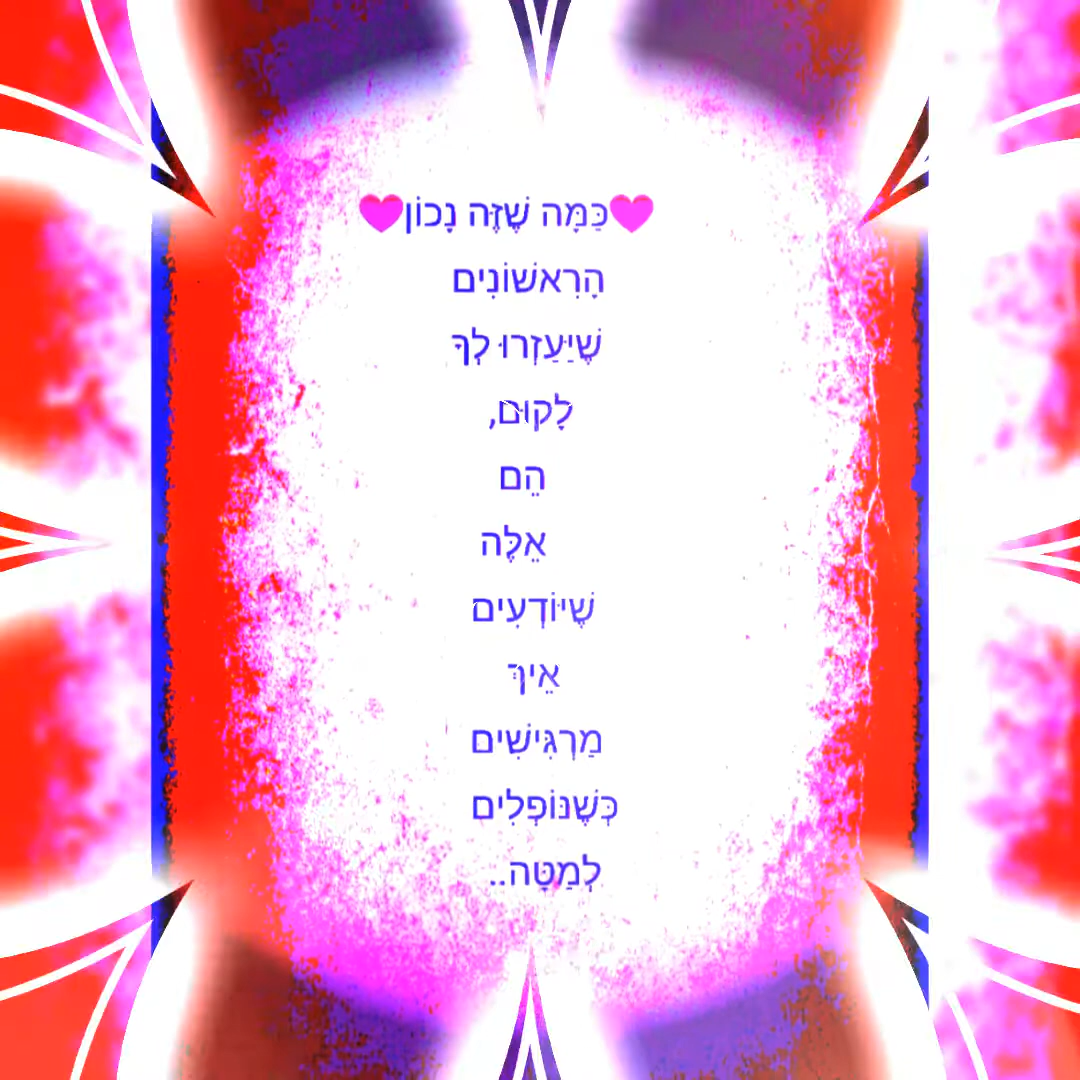 💗כַּמָּה שֶׁזֶּה נָכוֹן💗
הָרִאשׁוֹנִים
שֶׁיַּעַזְרוּ לְךָּ
לָקוּם,
הֵם
אֵלֶּה
שֶׁיּוֹדְעִים
אֵיךְּ
מַרְגִּישִׁים
כְּשֶׁנּוֹפְלִים
לְמַטָּה..